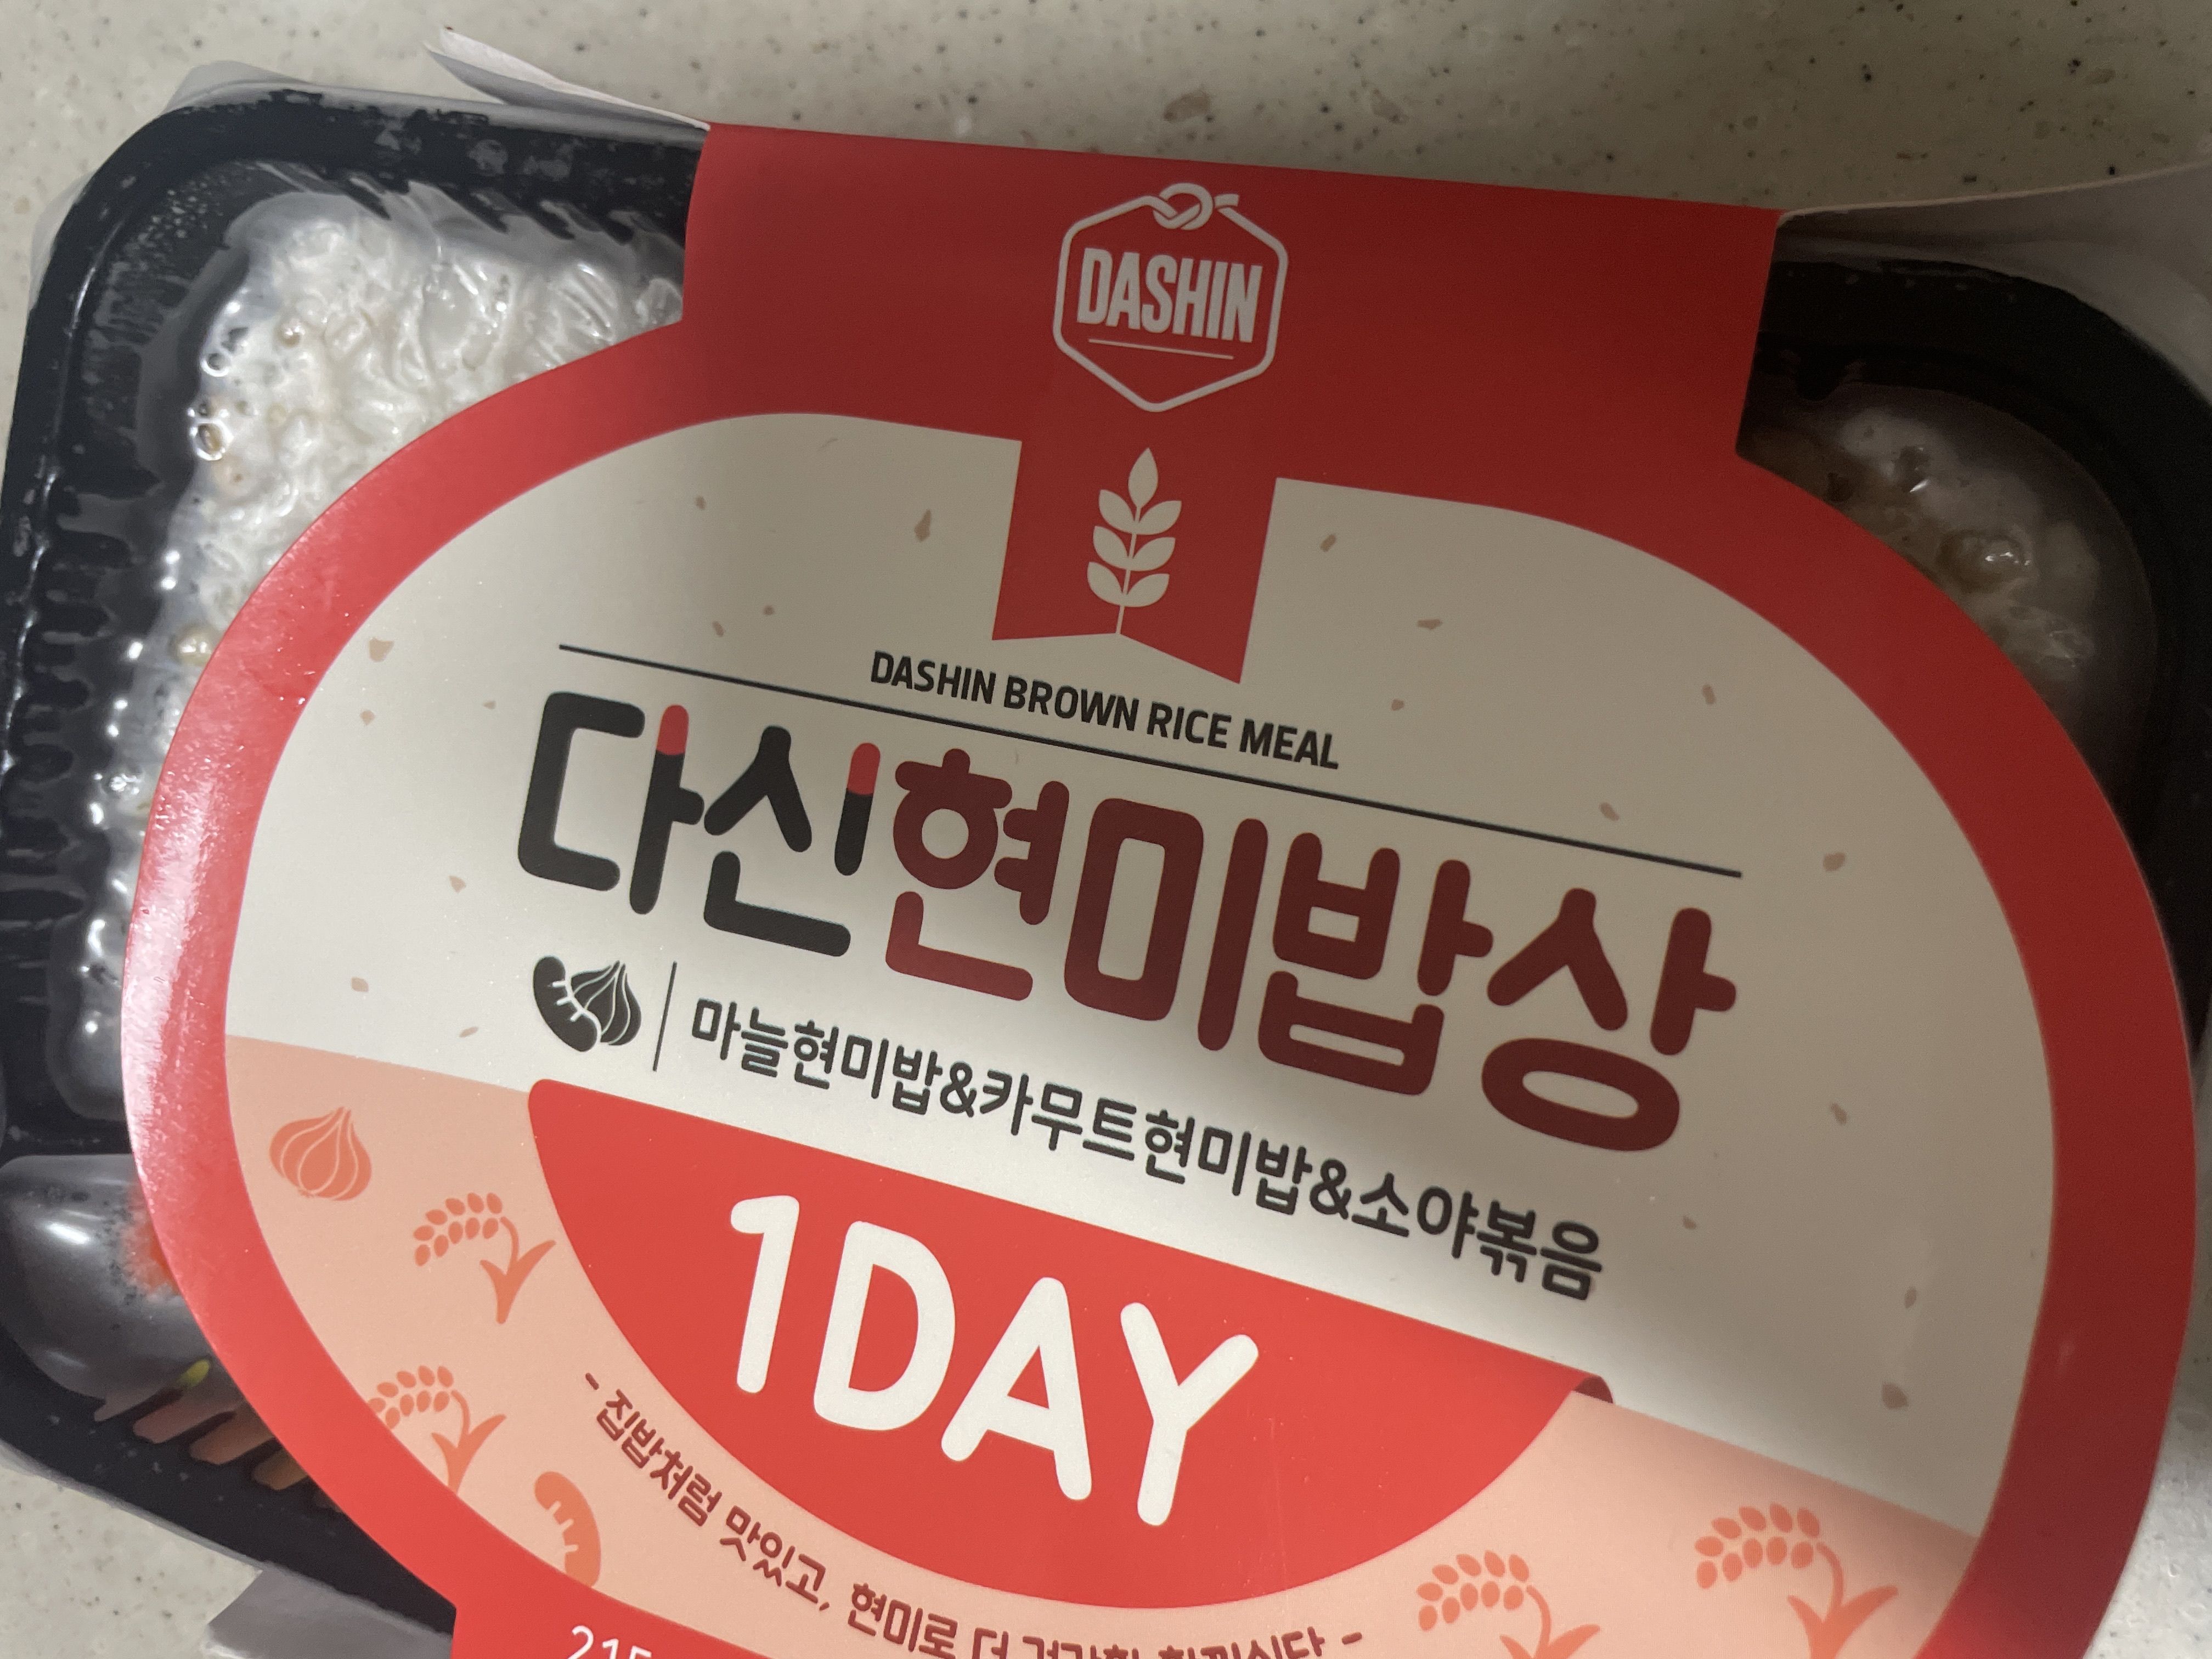 DASHIN
DASHIN BROWN RICE MEAL
다신현미밥상
마늘현미밥&카무트현미밥&소야볶음
1DAY
- 집밥처럼 맛있고, 현미로 더 -